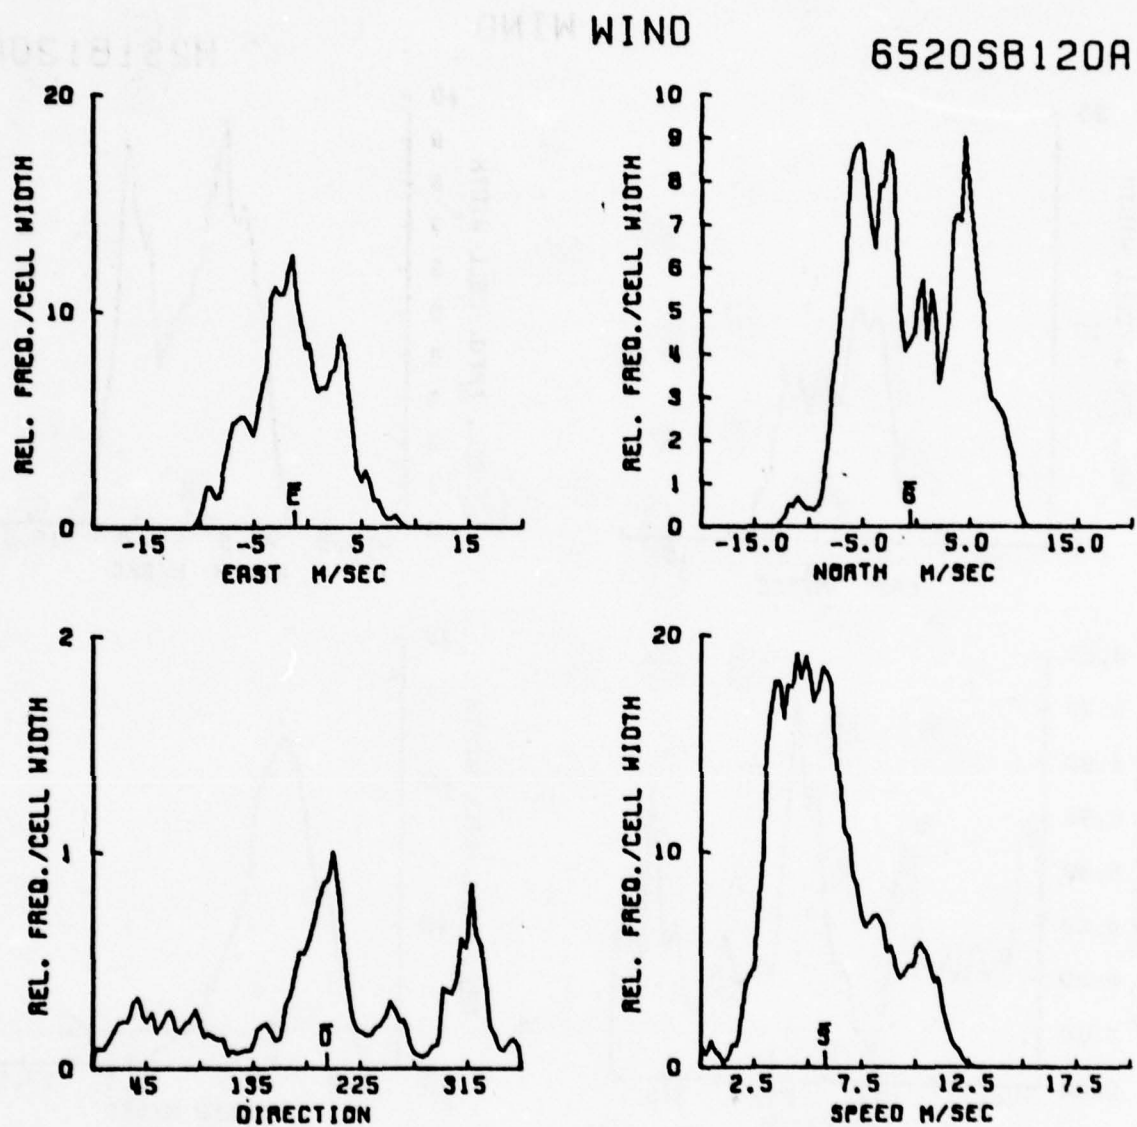 WIND
6520SB120A
20
10
0
REL. FREQ./CELL WIDTH
-15 -5 5 15
EAST M/SEC
10
9
8
7
6
5
4
3
2
1
0
REL. FREQ./CELL WIDTH
-15.0 -5.0 5.0 15.0
NORTH M/SEC
2
1
0
REL. FREQ./CELL WIDTH
D
45 135 225 315
DIRECTION
20
10
0
REL. FREQ./CELL WIDTH
S
2.5 7.5 12.5 17.5
SPEED M/SEC